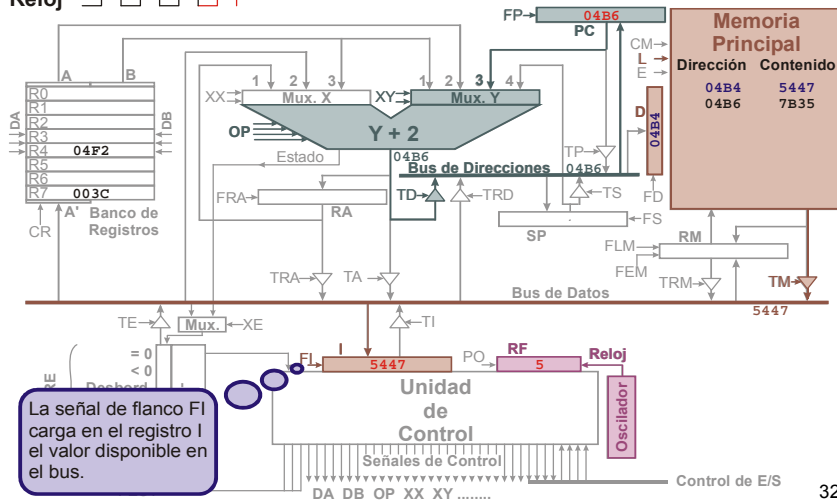 Reloj
FP
04B6
PC
Memoria
Principal
Dirección Contenido
04B4 5447
04B6 7B35
CM
L
E
D
04B4
FD
A B
R0
R1
R2
R3
R4 04F2
R5
R6
R7 003C
DA
DB
CR
A'
Banco de
Registros
1 2 3
XX
Mux. X
1 2 3 4
XY
Mux. Y
OP
Y + 2
Estado
04B6
Bus de Direcciones
04B6
TP
TD
TRD
TS
FRA
RA
FS
SP
FLM
FEM
RM
TRA
TA
TRM
TM
Bus de Datos
5447
TE
Mux.
XE
TI
= 0
< 0
Desbord
RE
FI
I
5447
PO
RF
5
Reloj
Oscilador
Unidad
de
Control
La señal de flanco FI
carga en el registro I
el valor disponible en
el bus.
Señales de Control
DA DB OP XX XY ........
Control de E/S
32